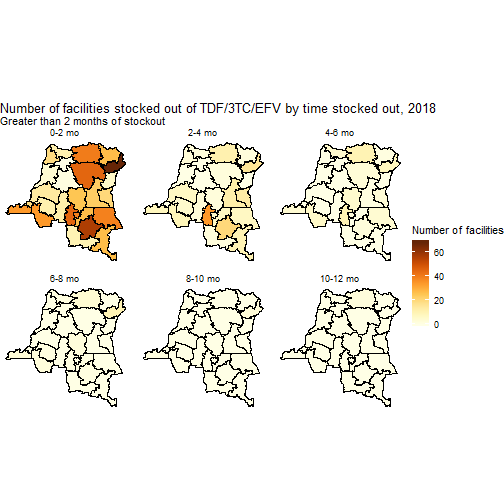 Number of facilities stocked out of TDF/3TC/EFV by time stocked out, 2018
Greater than 2 months of stockout
0-2 mo
2-4 mo
4-6 mo
Number of facilities
60
40
20
0
6-8 mo
8-10 mo
10-12 mo